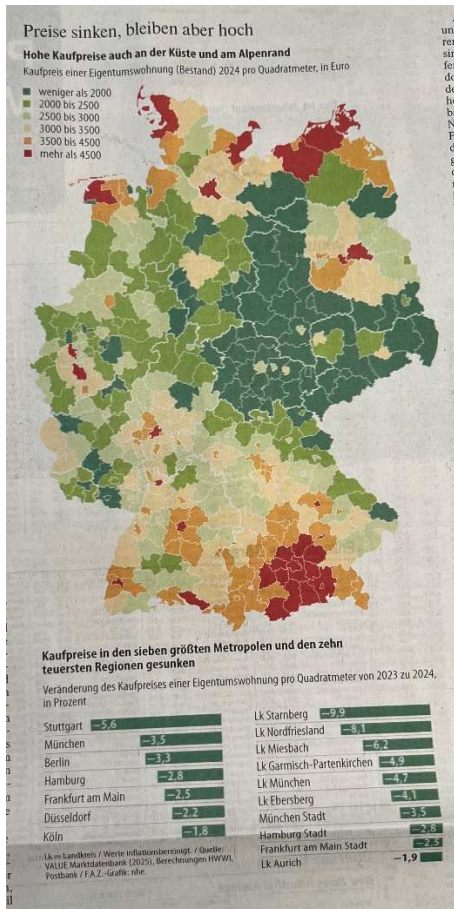 Preise sinken, bleiben aber hoch
Hohe Kaufpreise auch an der Küste und am Alpenrand
Kaufpreis einer Eigentumswohnung (Bestand) 2024 pro Quadratmeter, in Euro
weniger als 2000
2000 bis 2500
2500 bis 3000
3000 bis 3500
3500 bis 4500
mehr als 4500
Kaufpreise in den sieben größten Metropolen und den zehn
teuersten Regionen gesunken
Veränderung des Kaufpreises einer Eigentumswohnung pro Quadratmeter von 2023 zu 2024,
in Prozent
Stuttgart −5,6
München −3,5
Berlin −3,3
Hamburg −2,8
Frankfurt am Main −2,5
Düsseldorf −2,2
Köln −1,8
Lk Starnberg −9,9
Lk Nordfriesland −8,1
Lk Miesbach −6,2
Lk Garmisch-Partenkirchen −4,9
Lk München −4,7
Lk Ebersberg −4,1
München Stadt −3,5
Hamburg Stadt −2,8
Frankfurt am Main Stadt −2,5
Lk Aurich −1,9
Lk = Landkreis / Werte inflationsbereinigt. / Quelle:
VALUE Marktdatenbank (2025), Berechnungen HWWI,
Postbank / F.A.Z.-Grafik: nhe.